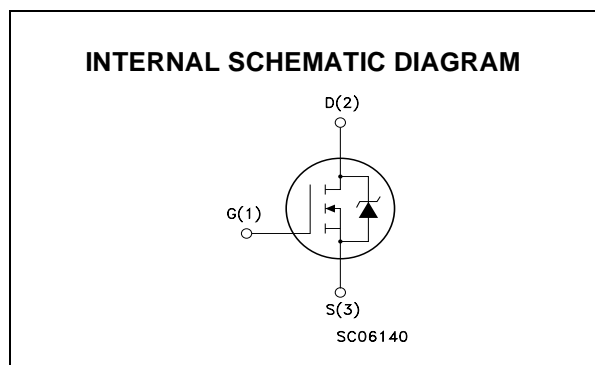 INTERNAL SCHEMATIC DIAGRAM
D(2)
G(1)
S(3)
SC06140